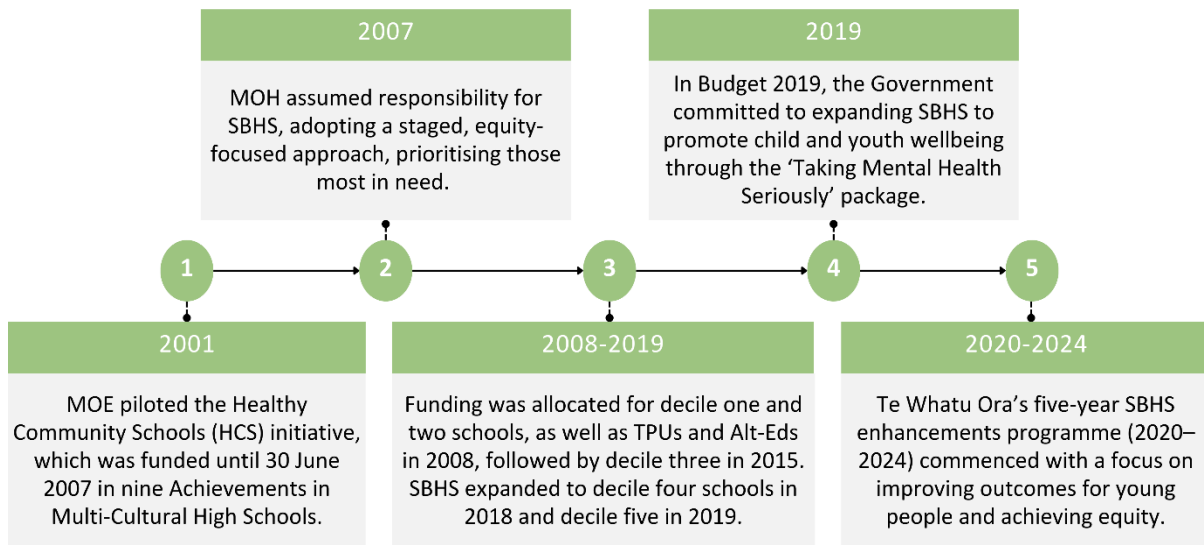 2007
MOH assumed responsibility for
SBHS, adopting a staged, equity-
focused approach, prioritising those
most in need.
2019
In Budget 2019, the Government
committed to expanding SBHS to
promote child and youth wellbeing
through the ‘Taking Mental Health
Seriously’ package.
1
2
3
4
5
2001
MOE piloted the Healthy
Community Schools (HCS) initiative,
which was funded until 30 June
2007 in nine Achievements in
Multi-Cultural High Schools.
2008-2019
Funding was allocated for decile one and
two schools, as well as TPUs and Alt-Eds
in 2008, followed by decile three in 2015.
SBHS expanded to decile four schools in
2018 and decile five in 2019.
2020-2024
Te Whatu Ora’s five-year SBHS
enhancements programme (2020–
2024) commenced with a focus on
improving outcomes for young
people and achieving equity.